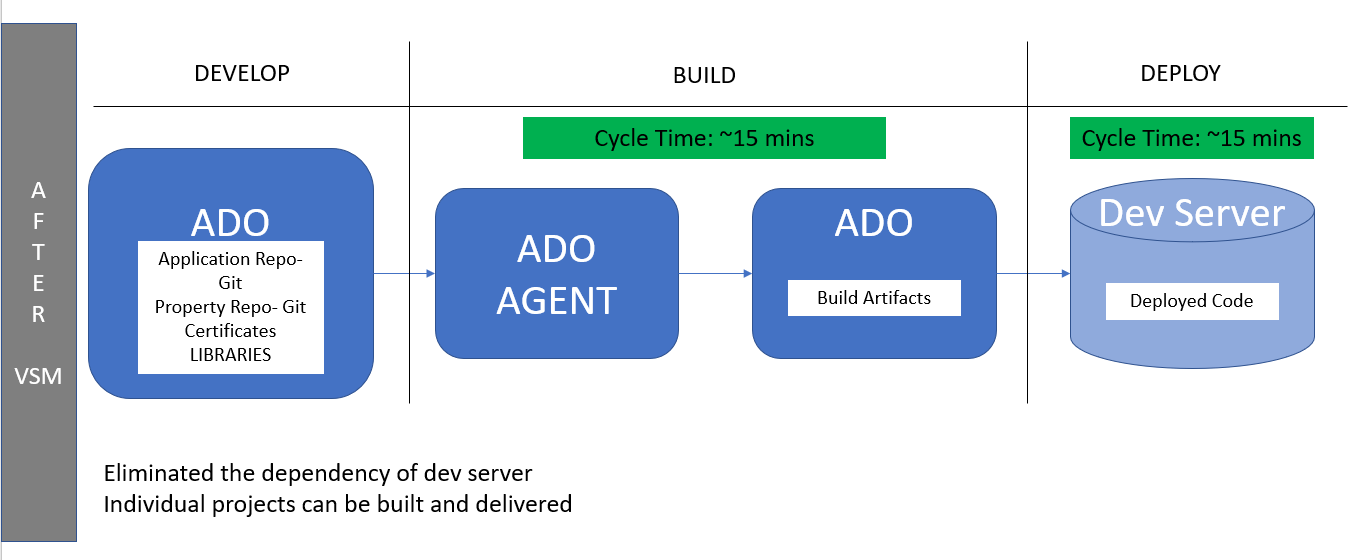 A
F
T
E
R
VSM
DEVELOP
BUILD
DEPLOY
Cycle Time: ~15 mins
Cycle Time: ~15 mins
ADO
Application Repo-
Git
Property Repo- Git
Certificates
LIBRARIES
ADO
AGENT
ADO
Build Artifacts
Dev Server
Deployed Code
Eliminated the dependency of dev server
Individual projects can be built and delivered